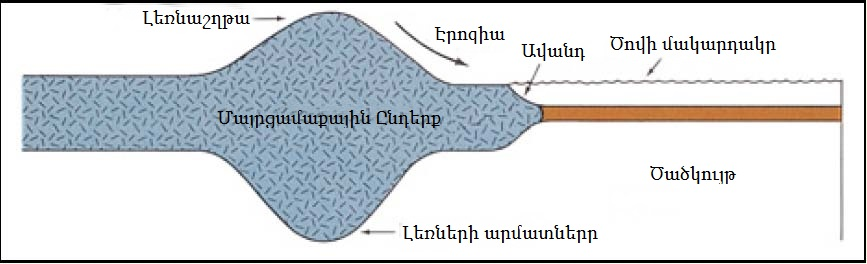 Լեռնաշղթա
Էրոզիա
Ավանդ
Ծովի մակարդակը
Մայրցամաքային Ընդերք
Ծածկույթ
Լեռների արմատները